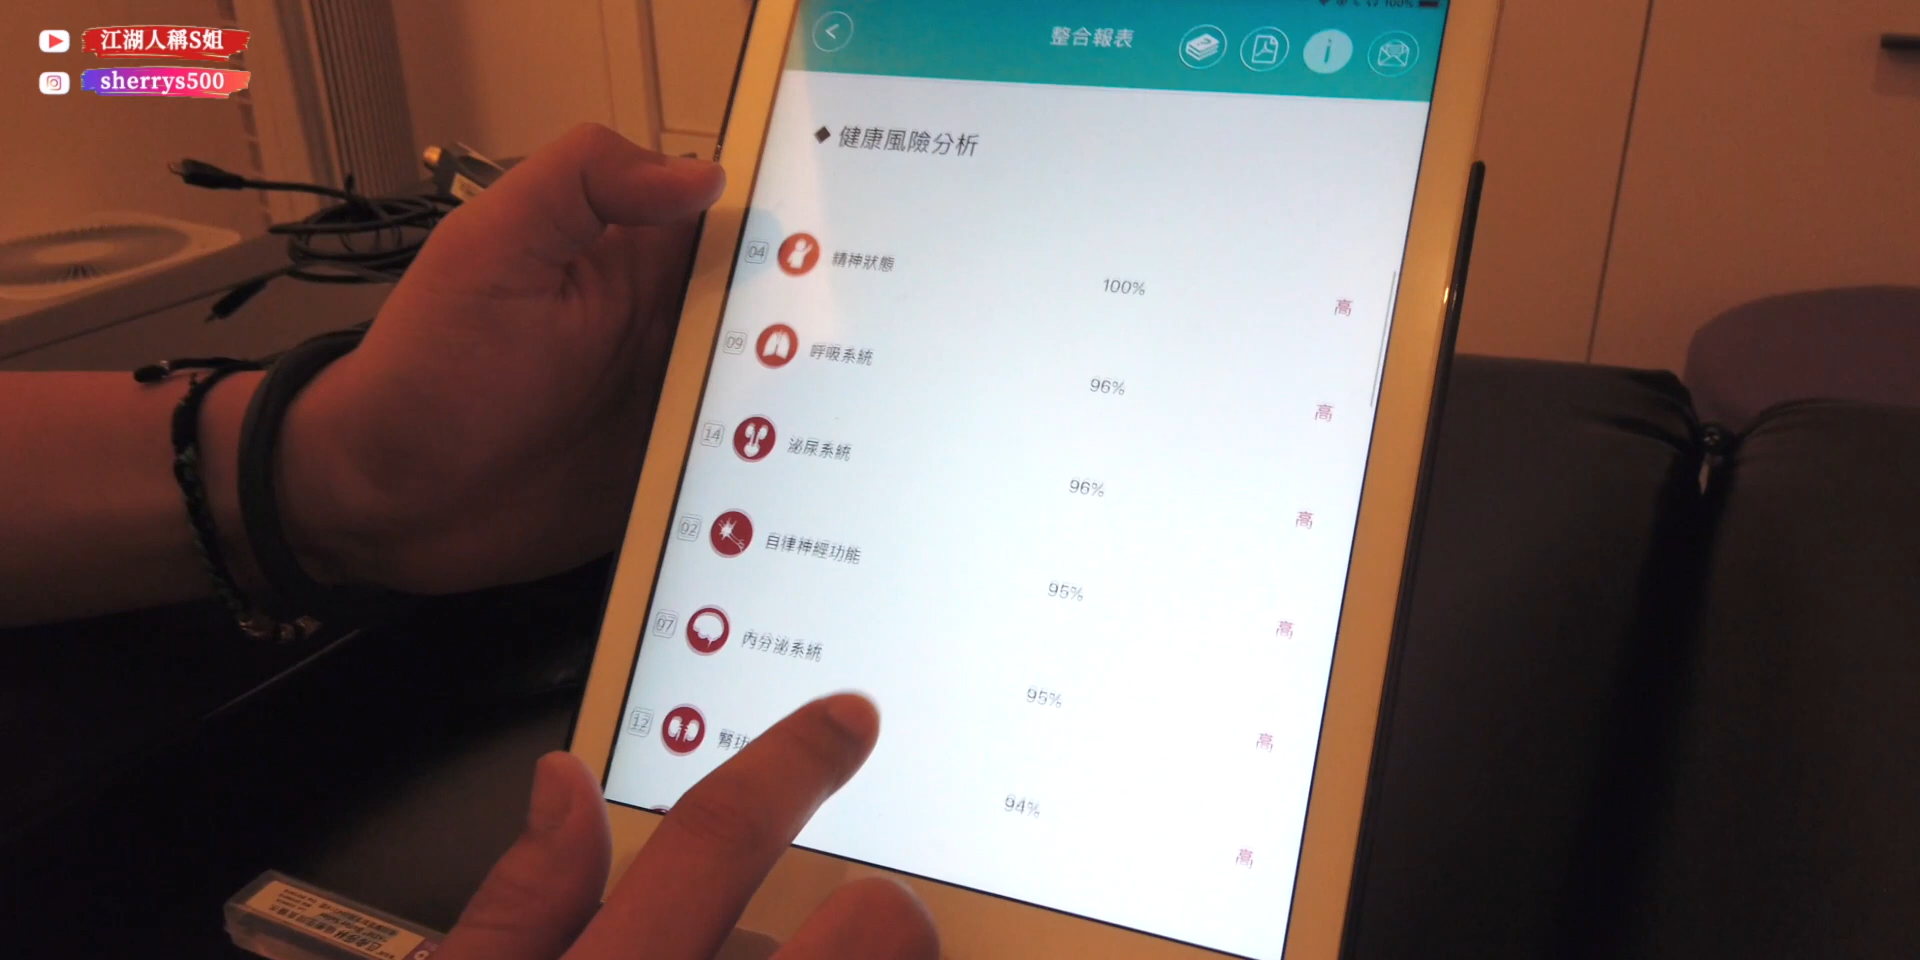 江湖人稱S姐
sherrys500
100%
整合報表
◆ 健康風險分析
04 精神狀態 100% 高
09 呼吸系統 96% 高
14 泌尿系統 96% 高
02 自律神經功能 95% 高
07 內分泌系統 95% 高
12 腎功 94% 高